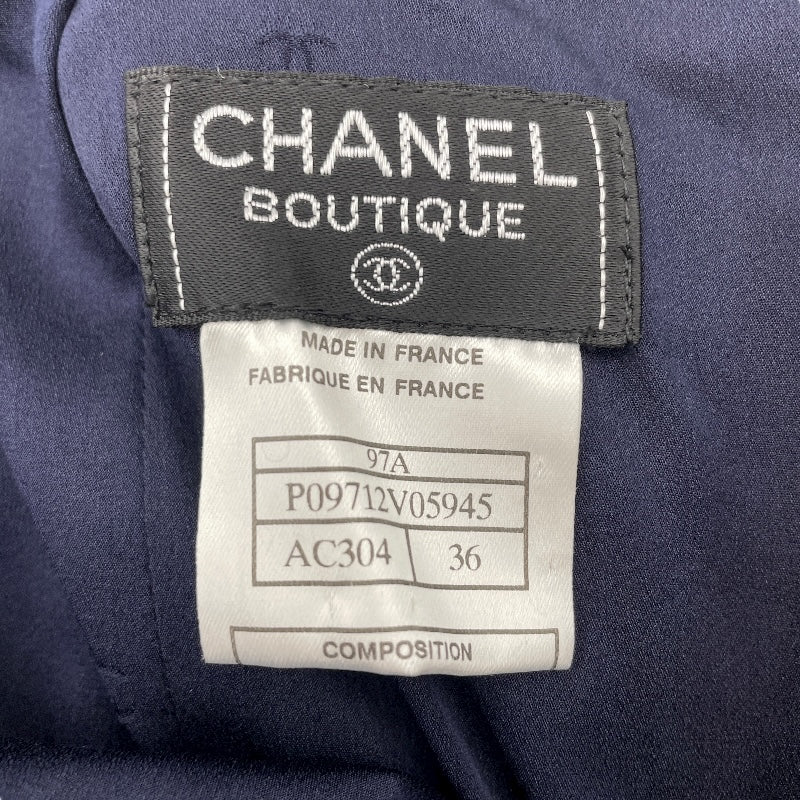 CHANEL
BOUTIQUE
MADE IN FRANCE
FABRIQUE EN FRANCE
97A
P09712V05945
AC304 36
COMPOSITION